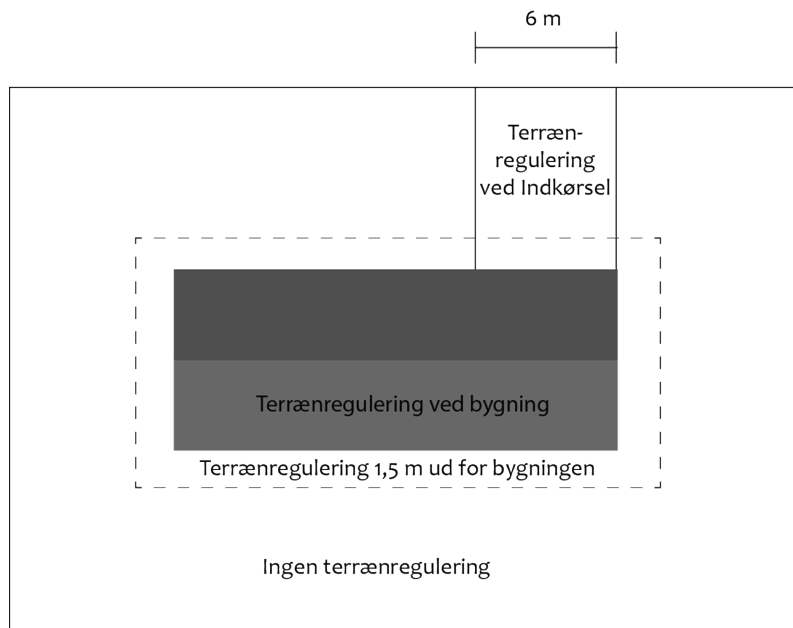 6 m
Terræn-
regulering
ved Indkørsel
Terrænregulering ved bygning
Terrænregulering 1,5 m ud for bygningen
Ingen terrænregulering